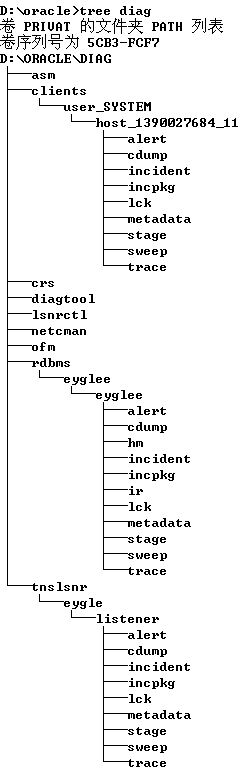 D:\oracle>tree diag
卷 PRIVAT 的文件夹 PATH 列表
卷序列号为 5CB3-FCF7
D:\ORACLE\DIAG
asm
clients
user_SYSTEM
host_1390027684_11
alert
cdump
incident
incpkg
lck
metadata
stage
sweep
trace
crs
diagtool
lsnrctl
netcman
ofm
rdbms
eyglee
eyglee
alert
cdump
hm
incident
incpkg
ir
lck
metadata
stage
sweep
trace
tnslsnr
eygle
listener
alert
cdump
incident
incpkg
lck
metadata
stage
sweep
trace